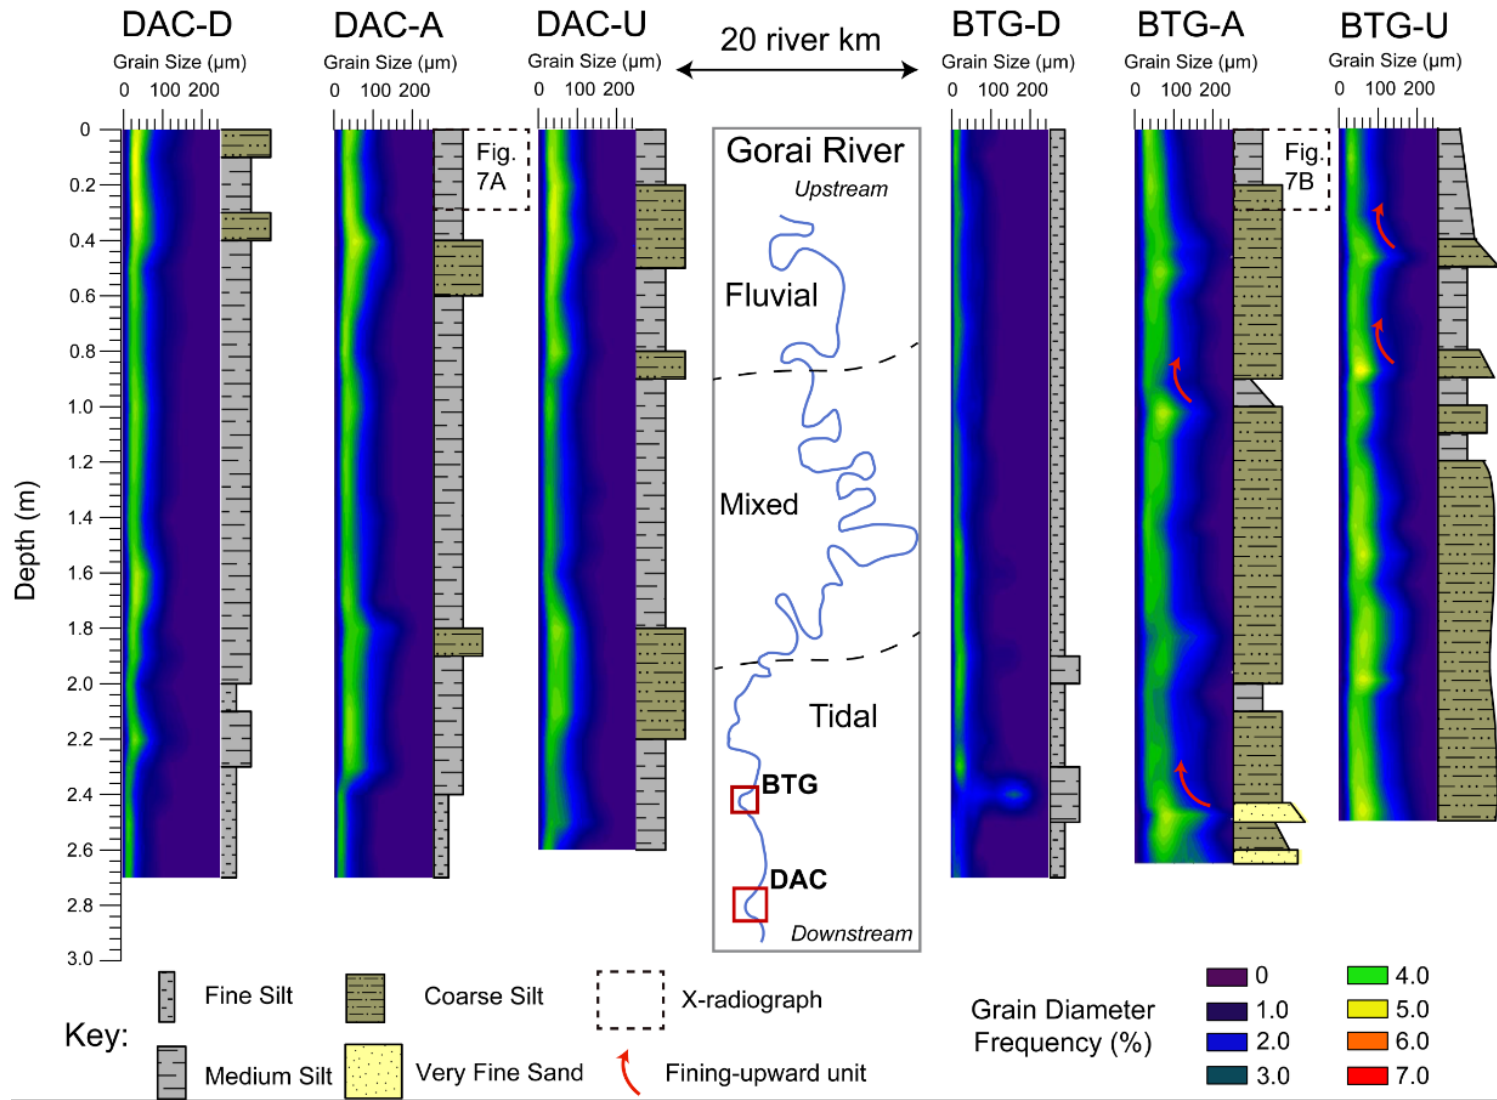 DAC-D DAC-A DAC-U 20 river km BTG-D BTG-A BTG-U
Grain Size (µm) Grain Size (µm) Grain Size (µm) Grain Size (µm) Grain Size (µm) Grain Size (µm)
0 100 200 0 100 200 0 100 200 0 100 200 0 100 200 0 100 200
Depth (m)
0
0.2
0.4
0.6
0.8
1.0
1.2
1.4
1.6
1.8
2.0
2.2
2.4
2.6
2.8
3.0
Fig.
7A
Gorai River
Upstream
Fluvial
Mixed
Tidal
BTG
DAC
Downstream
Fig.
7B
Key:
Fine Silt
Medium Silt
Coarse Silt
Very Fine Sand
X-radiograph
Fining-upward unit
Grain Diameter
Frequency (%)
0
1.0
2.0
3.0
4.0
5.0
6.0
7.0